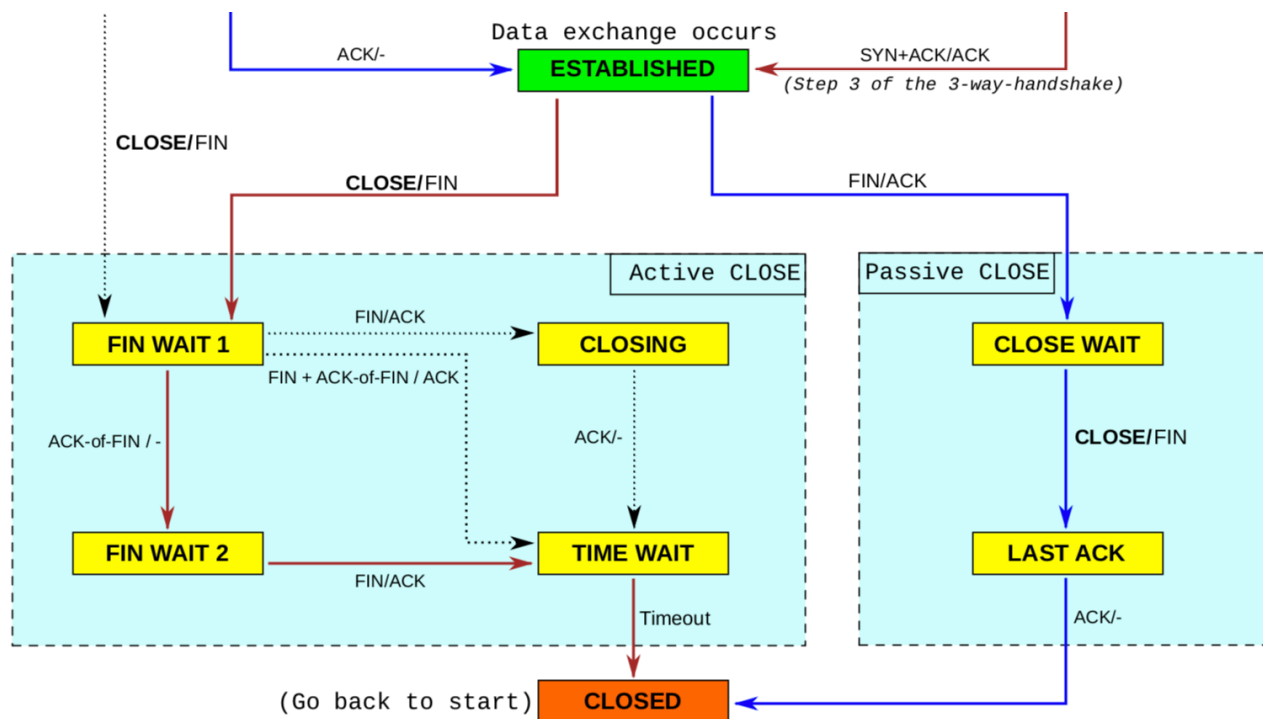 Data exchange occurs
ACK/-
ESTABLISHED
SYN+ACK/ACK
(Step 3 of the 3-way-handshake)
CLOSE/FIN
CLOSE/FIN
FIN/ACK
Active CLOSE
Passive CLOSE
FIN WAIT 1
FIN/ACK
CLOSING
CLOSE WAIT
FIN + ACK-of-FIN / ACK
ACK-of-FIN / -
ACK/-
CLOSE/FIN
FIN WAIT 2
FIN/ACK
TIME WAIT
LAST ACK
Timeout
ACK/-
(Go back to start)
CLOSED